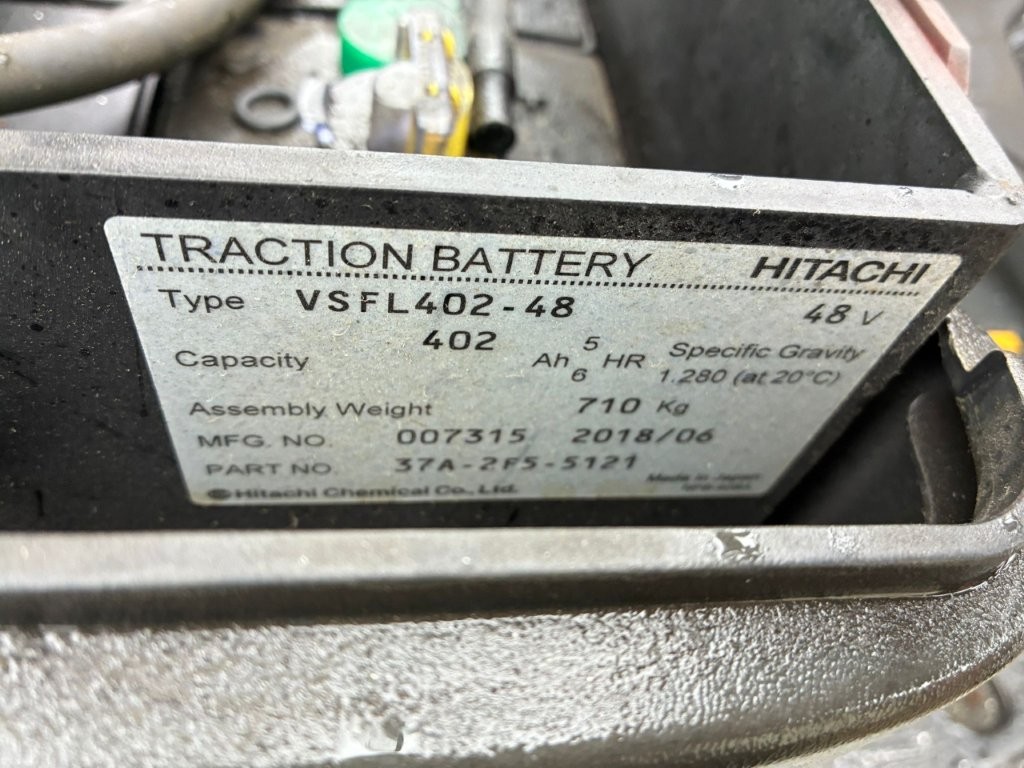 TRACTION BATTERY HITACHI
Type VSFL402-48 48 V
Capacity 402 Ah 5 HR Specific Gravity
6 1.280 (at 20°C)
Assembly Weight 710 Kg
MFG. NO. 007315 2018/06
PART NO. 37A-2F5-5121
Hitachi Chemical Co., Ltd. Made in Japan